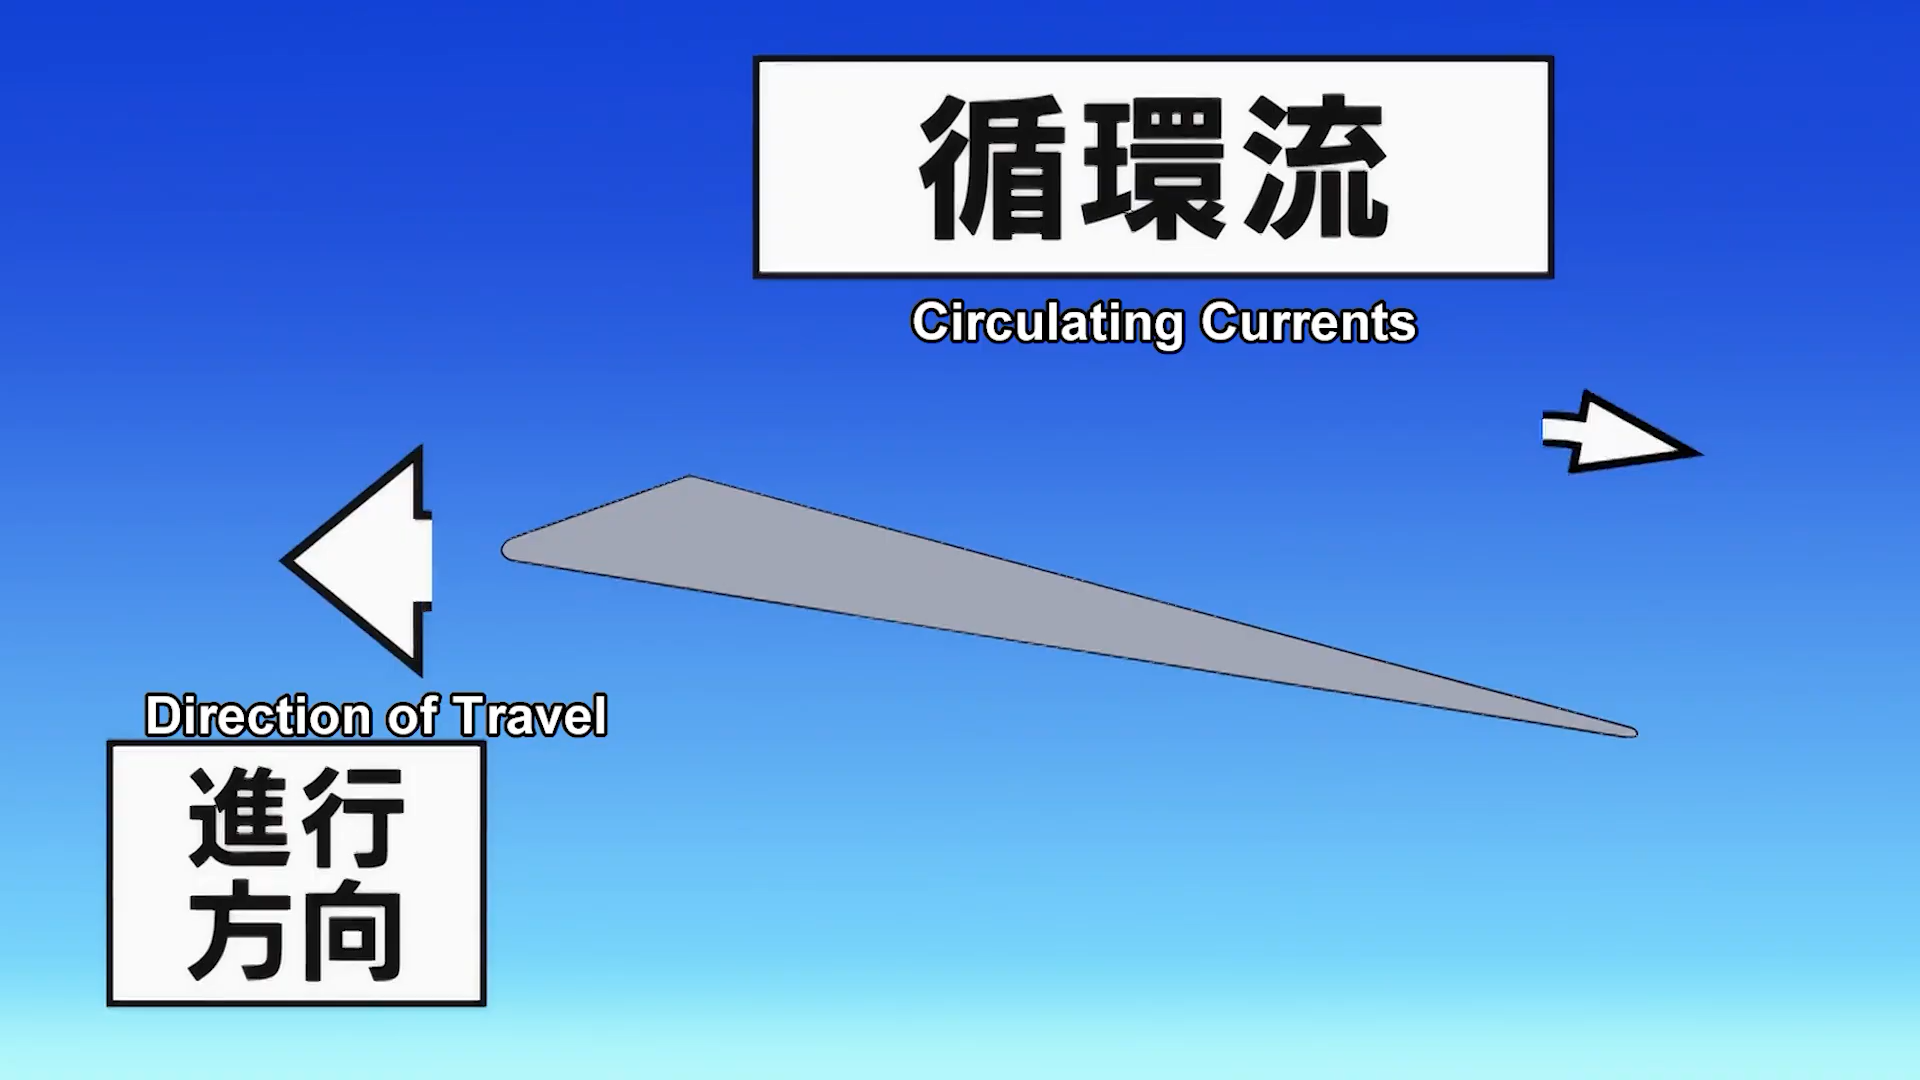 循環流
Circulating Currents
Direction of Travel
進行
方向